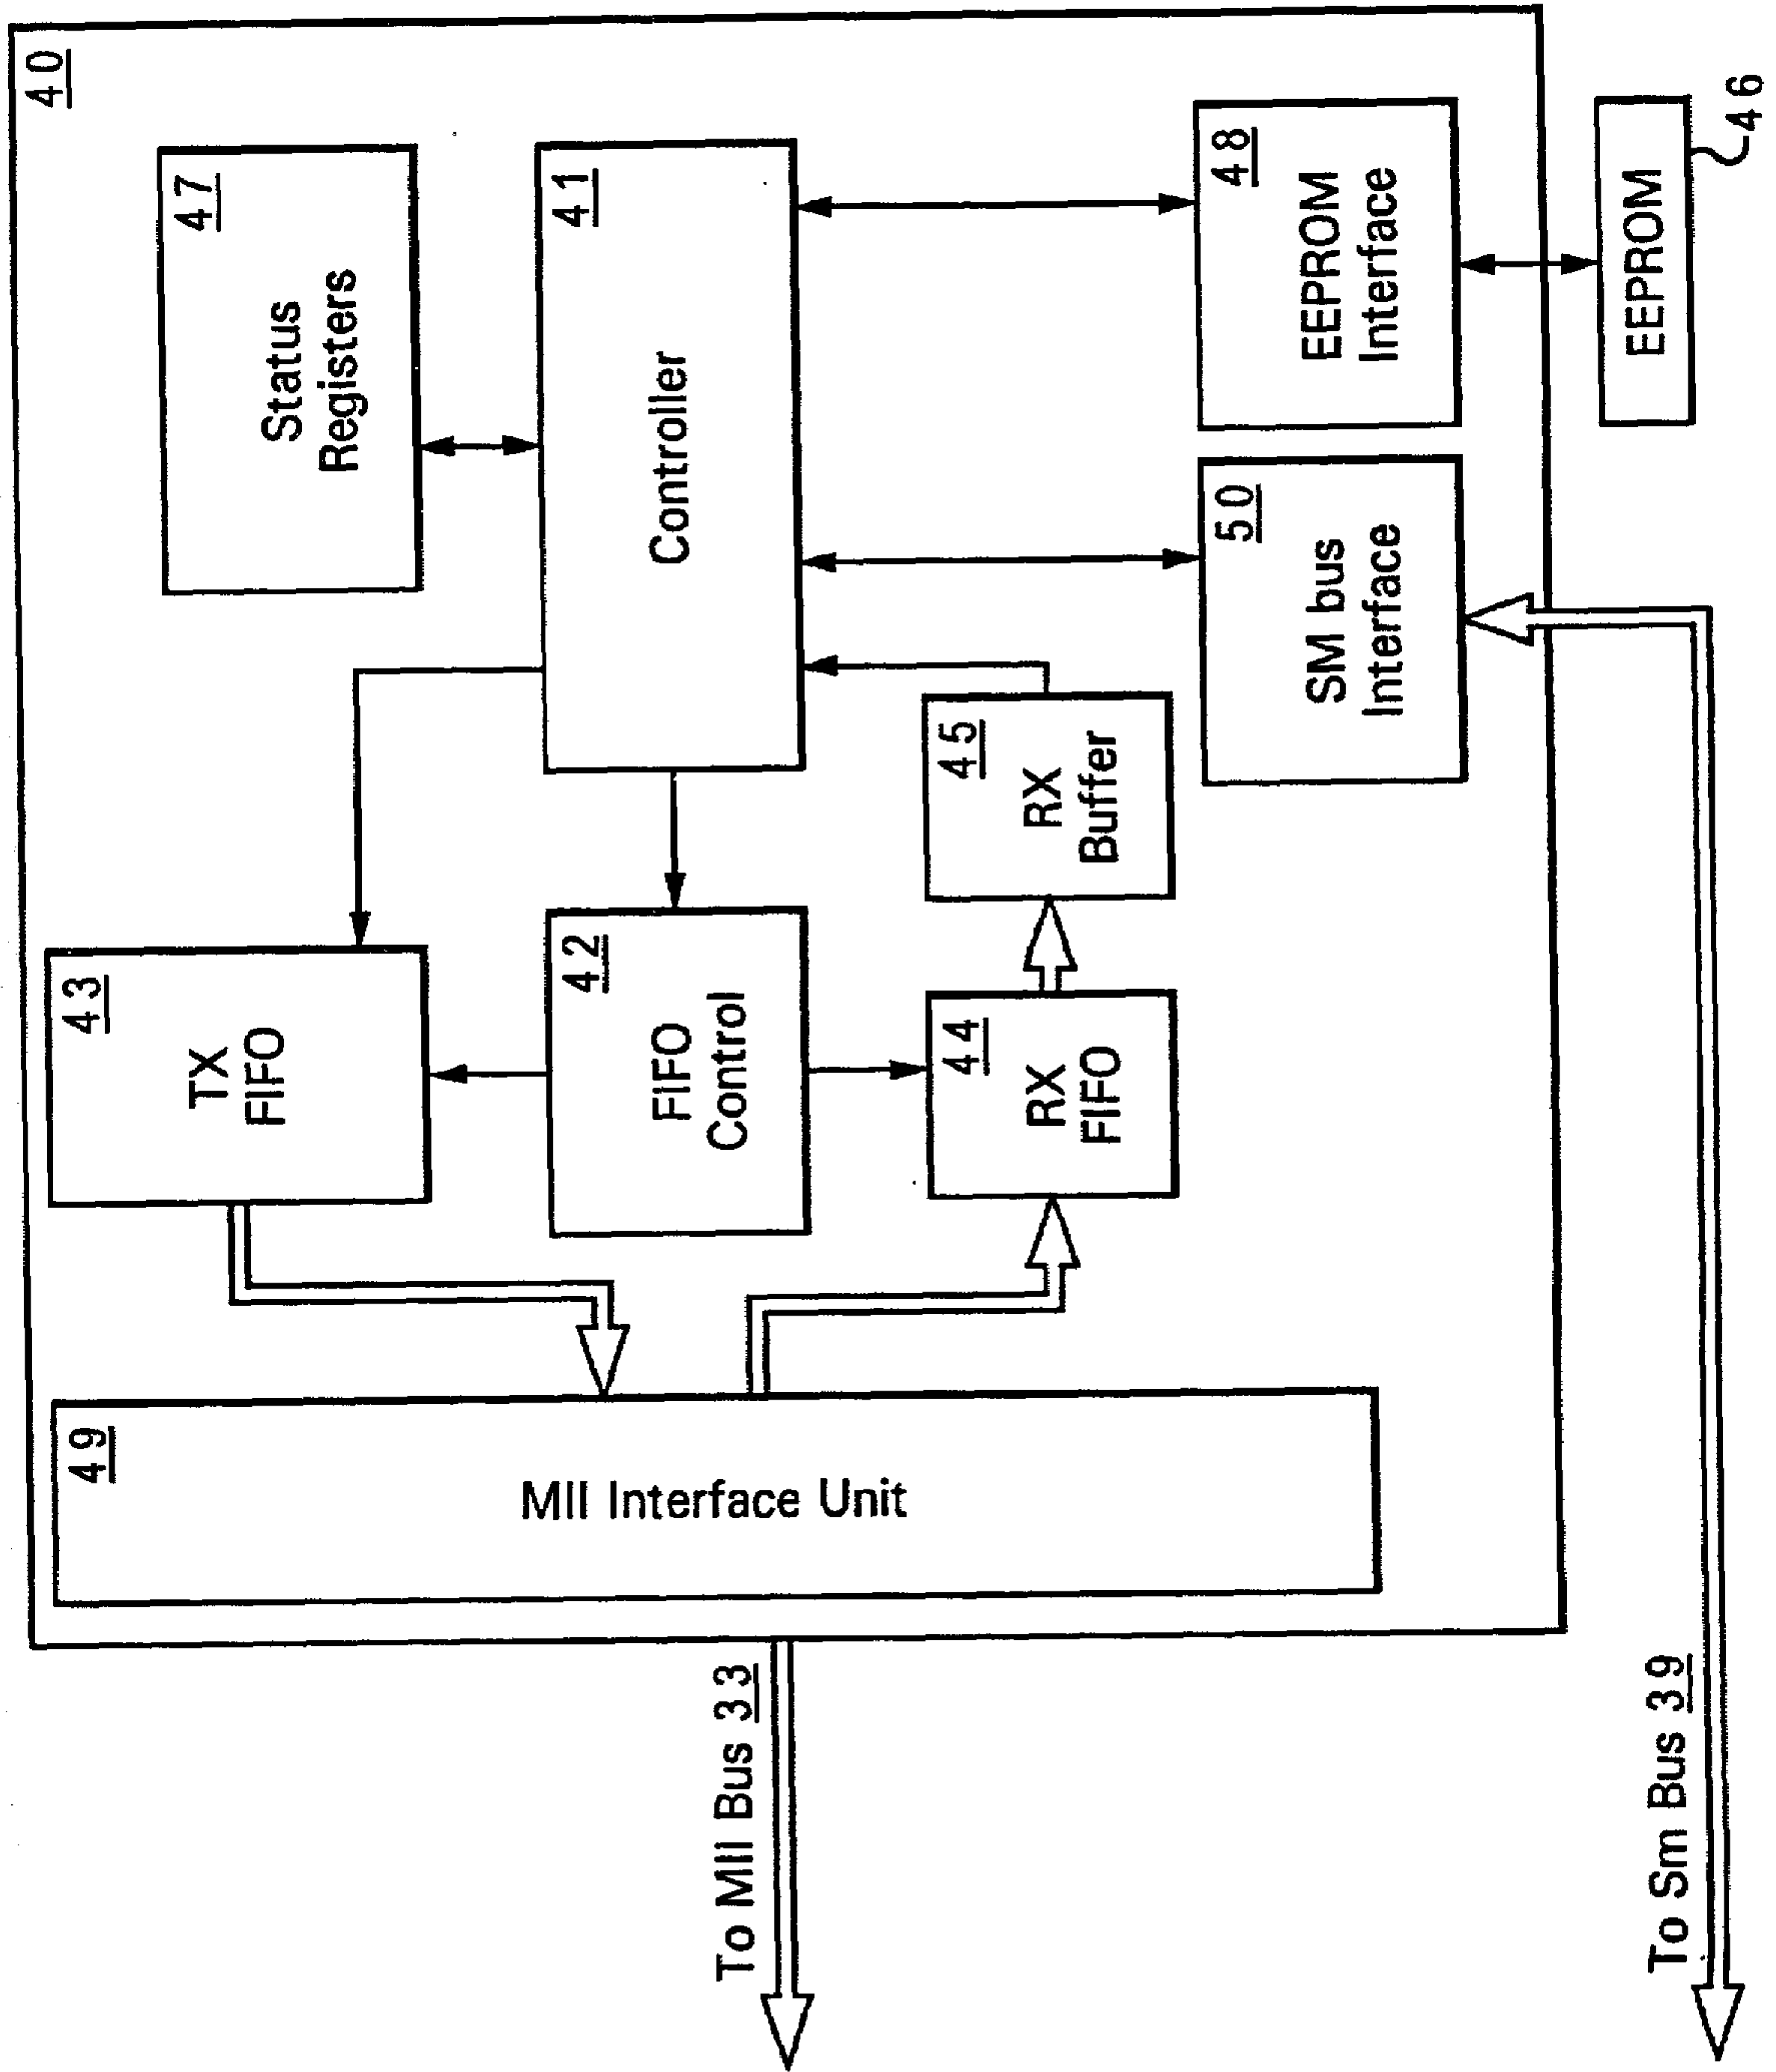 40
47
Status
Registers
41
Controller
48
EEPROM
Interface
EEPROM
46
50
SM bus
Interface
45
RX
Buffer
43
TX
FIFO
42
FIFO
Control
44
RX
FIFO
49
MII Interface Unit
To MII Bus 33
To Sm Bus 39